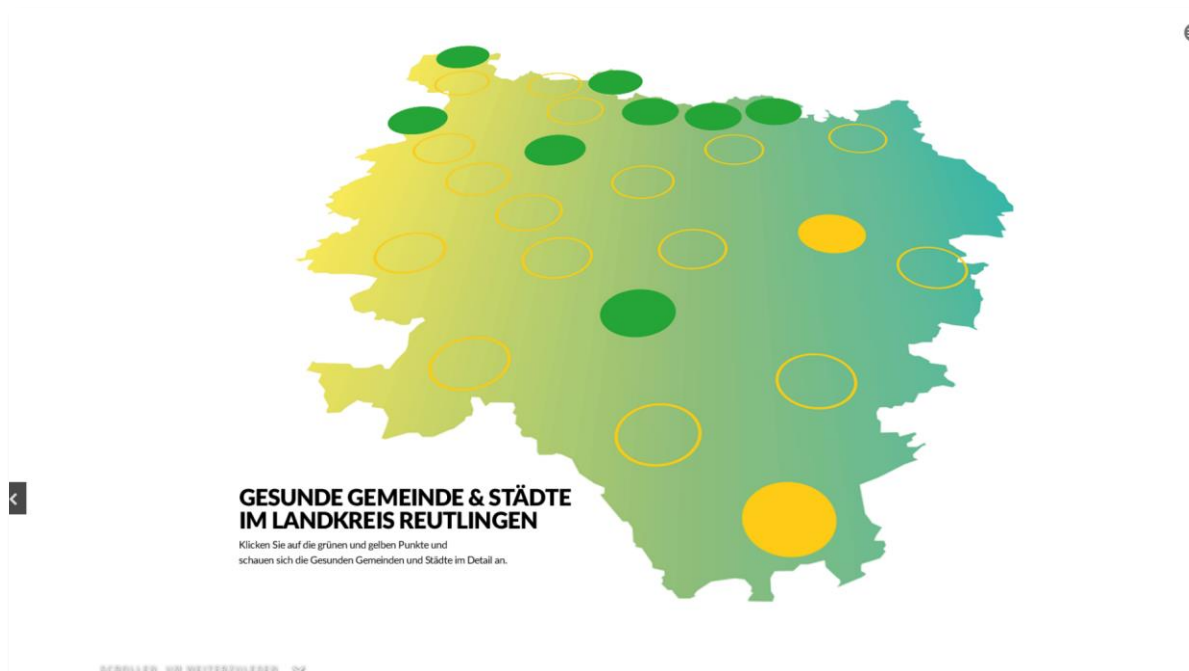 GESUNDE GEMEINDE & STÄDTE
IM LANDKREIS REUTLINGEN
Klicken Sie auf die grünen und gelben Punkte und
schauen sich die Gesunden Gemeinden und Städte im Detail an.